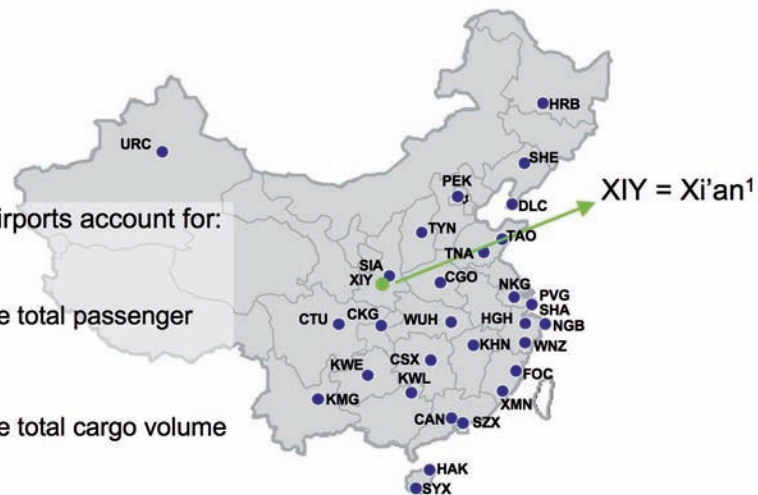 HRB
URC
SHE
PEK
XIY = Xi'an¹
DLC
irports account for:
TYN
TAO
TNA
SIA
XIY
CGO
NKG
PVG
SHA
e total passenger
CTU
CKG
WUH
HGH
NGB
KHN
WNZ
KWE
CSX
FOC
KWL
KMG
XMN
CAN
SZX
e total cargo volume
HAK
SYX